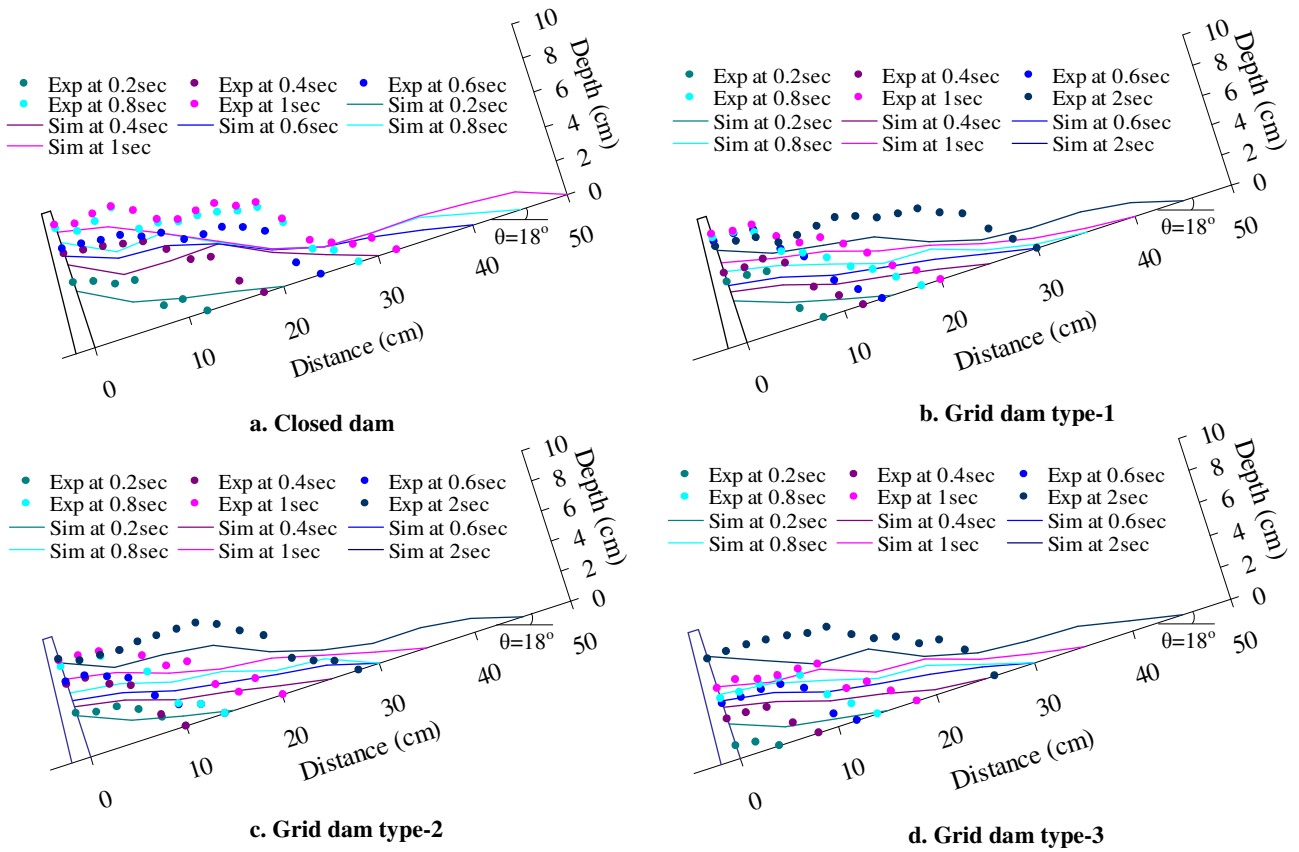 10
8
6
4
2
0
Depth (cm)
Exp at 0.2sec Exp at 0.4sec Exp at 0.6sec
Exp at 0.8sec Exp at 1sec Sim at 0.2sec
Sim at 0.4sec Sim at 0.6sec Sim at 0.8sec
Sim at 1sec
θ=18°
50
40
30
20
10
0
Distance (cm)
a. Closed dam
10
8
6
4
2
0
Depth (cm)
Exp at 0.2sec Exp at 0.4sec Exp at 0.6sec
Exp at 0.8sec Exp at 1sec Exp at 2sec
Sim at 0.2sec Sim at 0.4sec Sim at 0.6sec
Sim at 0.8sec Sim at 1sec Sim at 2sec
θ=18°
50
40
30
20
10
0
Distance (cm)
b. Grid dam type-1
10
8
6
4
2
0
Depth (cm)
Exp at 0.2sec Exp at 0.4sec Exp at 0.6sec
Exp at 0.8sec Exp at 1sec Exp at 2sec
Sim at 0.2sec Sim at 0.4sec Sim at 0.6sec
Sim at 0.8sec Sim at 1sec Sim at 2sec
θ=18°
50
40
30
20
10
0
Distance (cm)
c. Grid dam type-2
10
8
6
4
2
0
Depth (cm)
Exp at 0.2sec Exp at 0.4sec Exp at 0.6sec
Exp at 0.8sec Exp at 1sec Exp at 2sec
Sim at 0.2sec Sim at 0.4sec Sim at 0.6sec
Sim at 0.8sec Sim at 1sec Sim at 2sec
θ=18°
50
40
30
20
10
0
Distance (cm)
d. Grid dam type-3